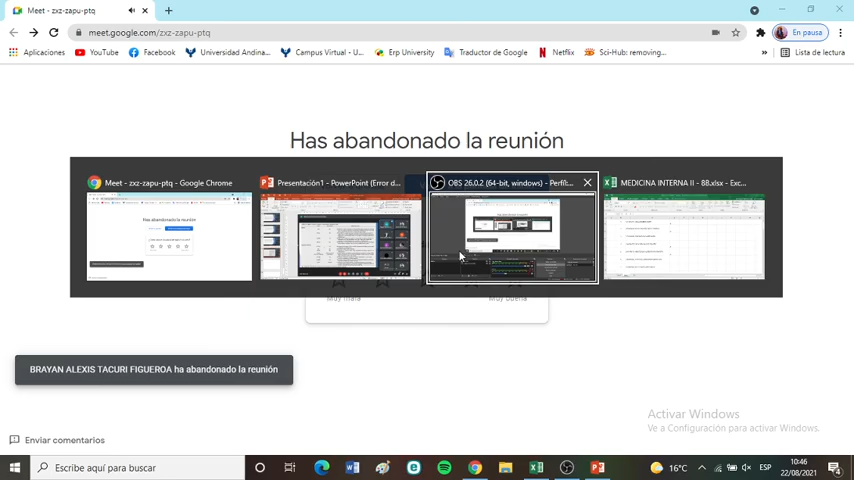 Meet - zxz-zapu-ptq
meet.google.com/zxz-zapu-ptq
En pausa
Aplicaciones
YouTube
Facebook
Universidad Andina...
Campus Virtual - U...
Erp University
Traductor de Google
Netflix
Sci-Hub: removing...
»
Lista de lectura
Has abandonado la reunión
Meet - zxz-zapu-ptq - Google Chrome
Presentación1 - PowerPoint (Error d...
OBS 26.0.2 (64-bit, windows) - Perfil:...
MEDICINA INTERNA II - 8B.xlsx - Exc...
Muy mala
Muy buena
BRAYAN ALEXIS TACURI FIGUEROA ha abandonado la reunión
Activar Windows
Ve a Configuración para activar Windows.
Enviar comentarios
Escribe aquí para buscar
16°C
ESP
10:46
22/08/2021
4